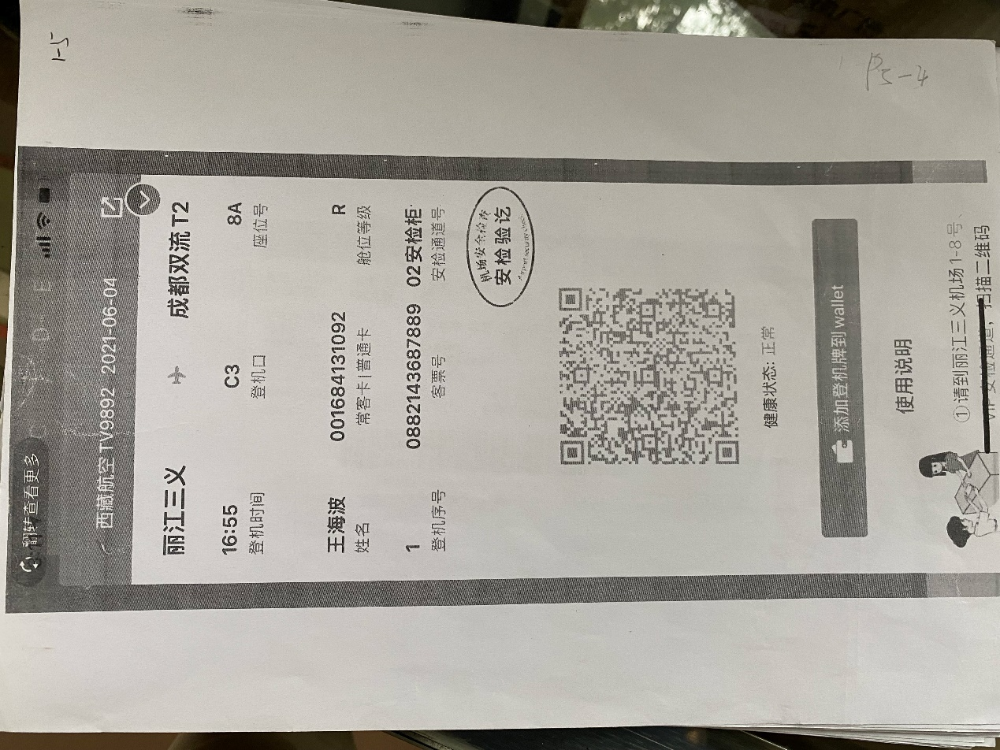 1-5
P5-4
翻转查看更多
西藏航空 TV9892 2021-06-04
丽江三义
成都双流 T2
16:55 C3 8A
登机时间 登机口 座位号
王海波 001684131092 R
姓名 常客卡|普通卡 舱位等级
1 0882143687889 02安检柜
登机序号 客票号 安检通道号
机场安全检查
安检验讫
Airport security check
健康状态: 正常
添加登机牌到 wallet
使用说明
①请到丽江三义机场1-8号、
VIP安检通道，扫描二维码